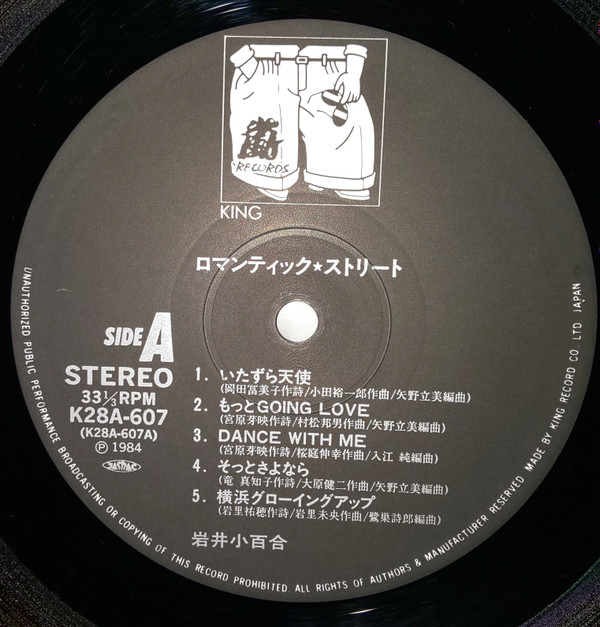 嵐
RECORDS
KING
ロマンティック★ストリート
SIDE A
STEREO
33⅓RPM
K28A-607
(K28A-607A)
Ⓟ 1984
JASRAC
1. いたずら天使
(岡田冨美子作詩/小田裕一郎作曲/矢野立美編曲)
2. もっとGOING LOVE
(宮原芽映作詩/村松邦男作曲/矢野立美編曲)
3. DANCE WITH ME
(宮原芽映作詩/桜庭伸幸作曲/入江 純編曲)
4. そっとさよなら
(竜 真知子作詩/大原健二作曲/矢野立美編曲)
5. 横浜グローイングアップ
(岩里祐穂作詩/岩里未央作曲/鷺巣詩郎編曲)
岩井小百合
UNAUTHORIZED PUBLIC PERFORMANCE BROADCASTING OR COPYING OF THIS RECORD PROHIBITED. ALL RIGHTS OF AUTHORS & MANUFACTURER RESERVED. MADE BY KING RECORD CO. LTD. JAPAN